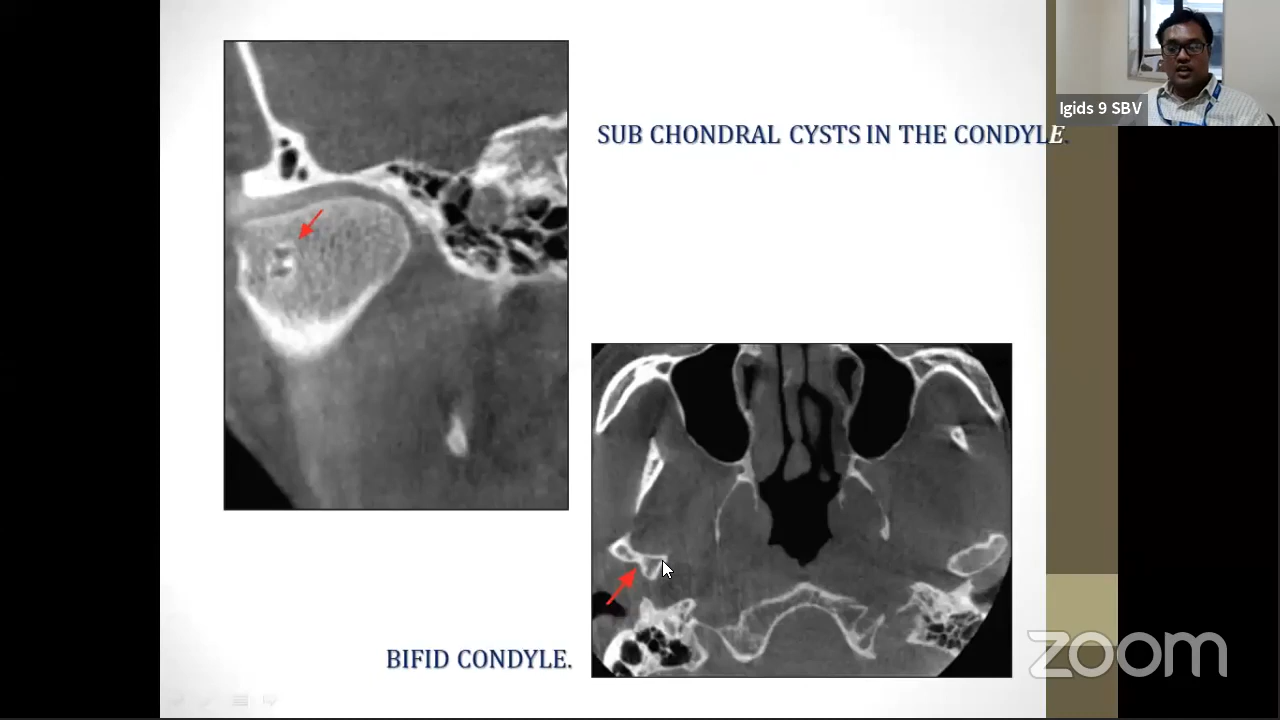 Igids 9 SBV
SUB CHONDRAL CYSTS IN THE CONDYLE.
BIFID CONDYLE.
zoom